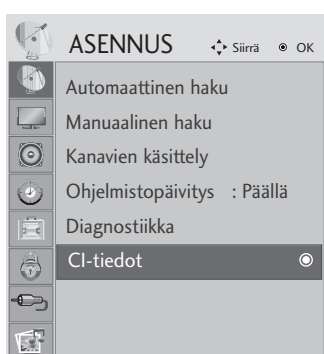 ASENNUS Siirrä OK
Automaattinen haku
Manuaalinen haku
Kanavien käsittely
Ohjelmistopäivitys : Päällä
Diagnostiikka
CI-tiedot